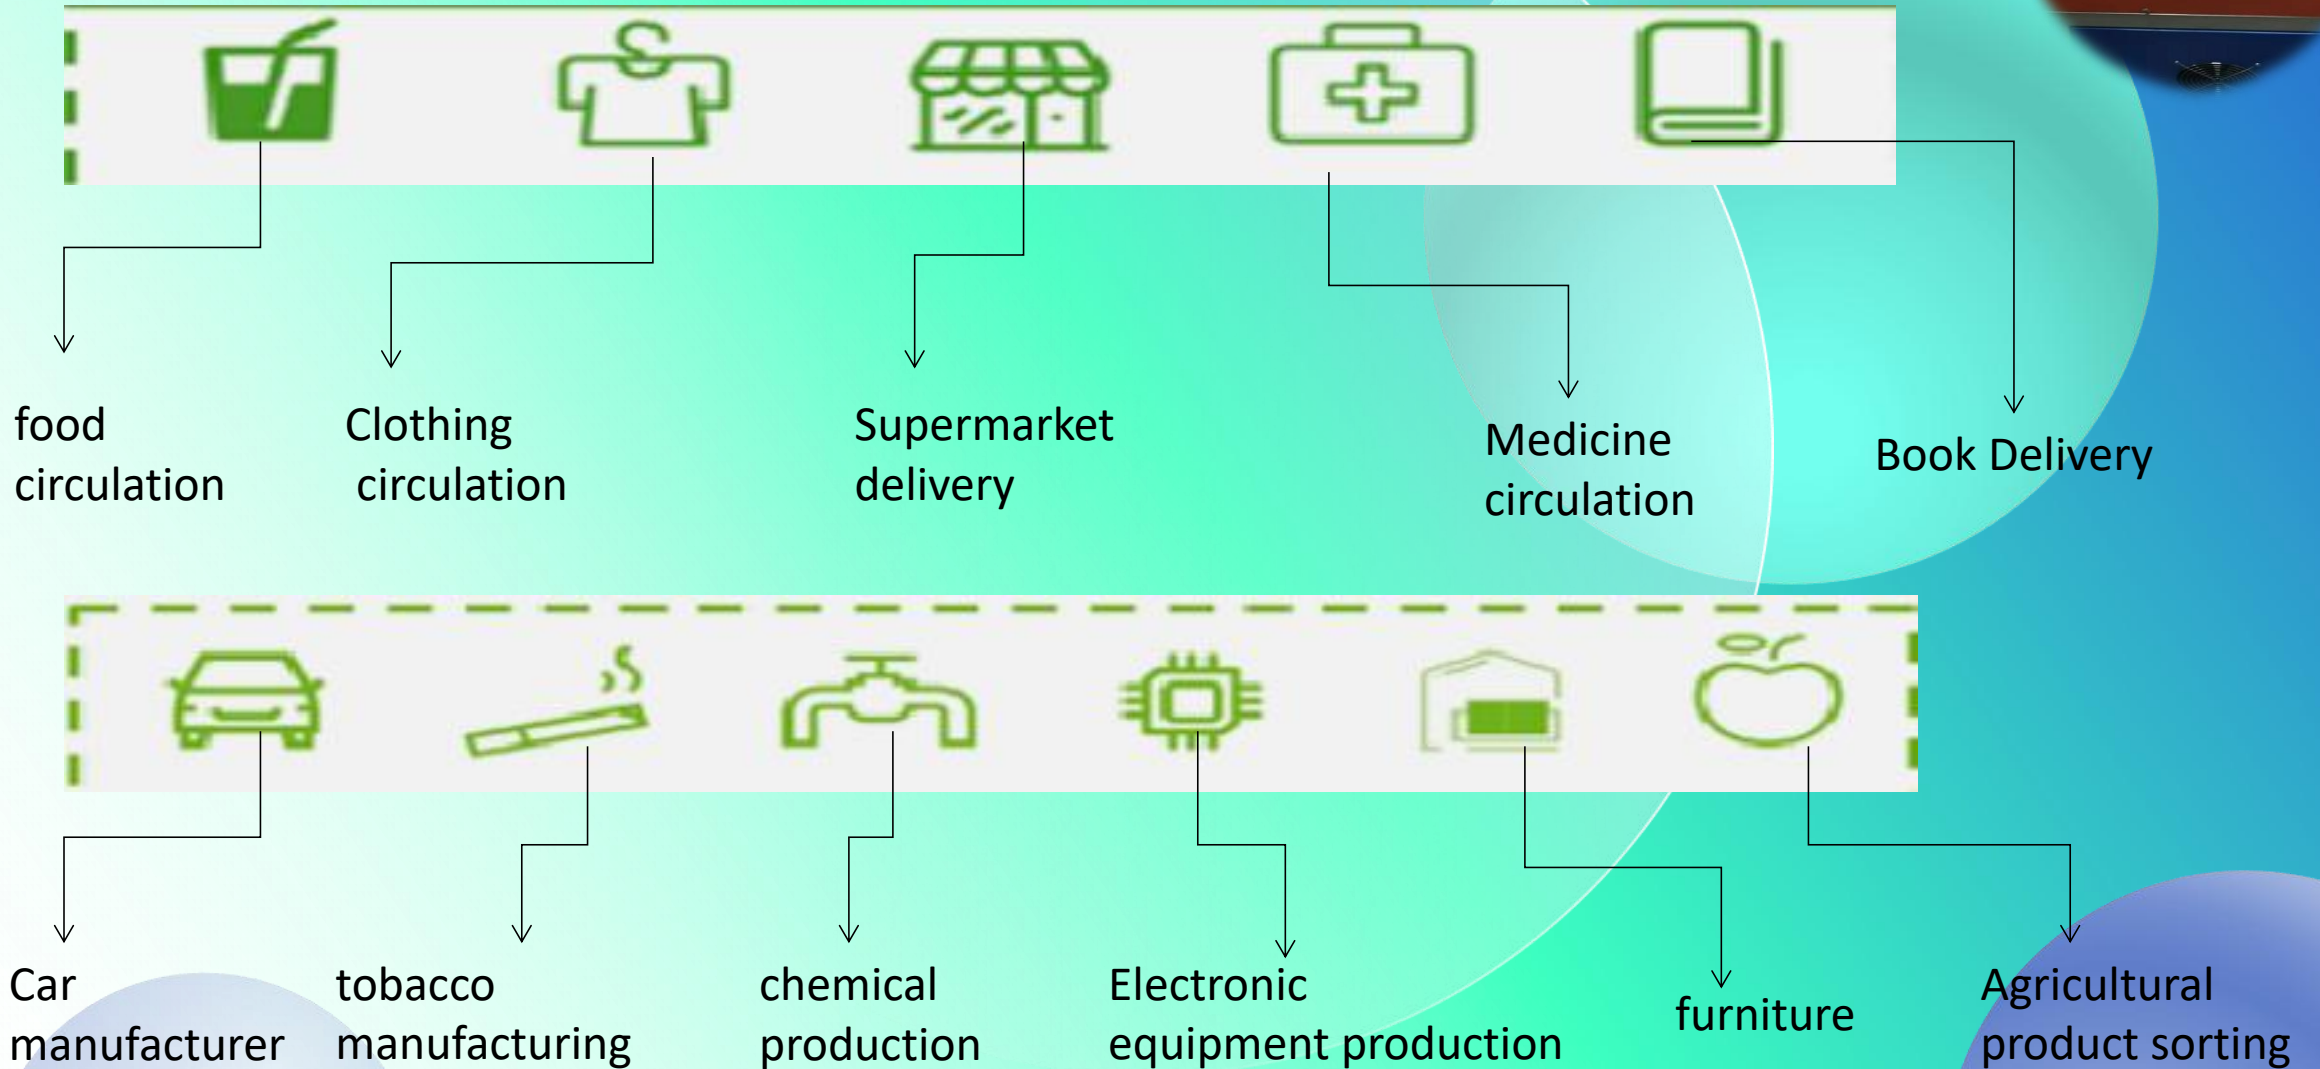 food
circulation
Clothing
circulation
Supermarket
delivery
Medicine
circulation
Book Delivery
Car
manufacturer
tobacco
manufacturing
chemical
production
Electronic
equipment production
furniture
Agricultural
product sorting